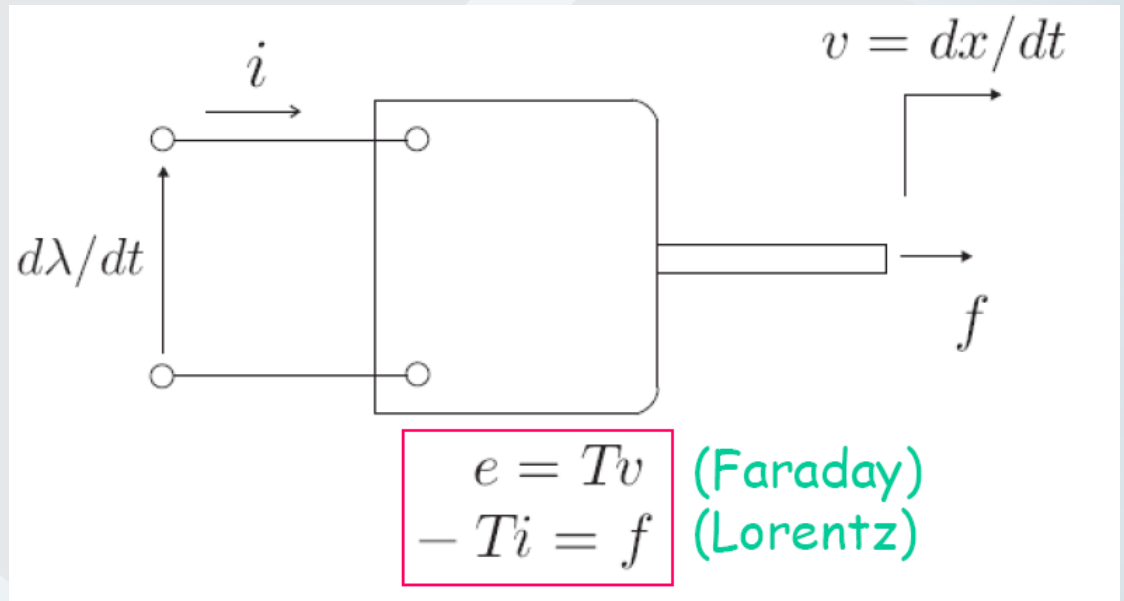 i
v = dx/dt
dλ/dt
f
e = Tv (Faraday)
− Ti = f (Lorentz)